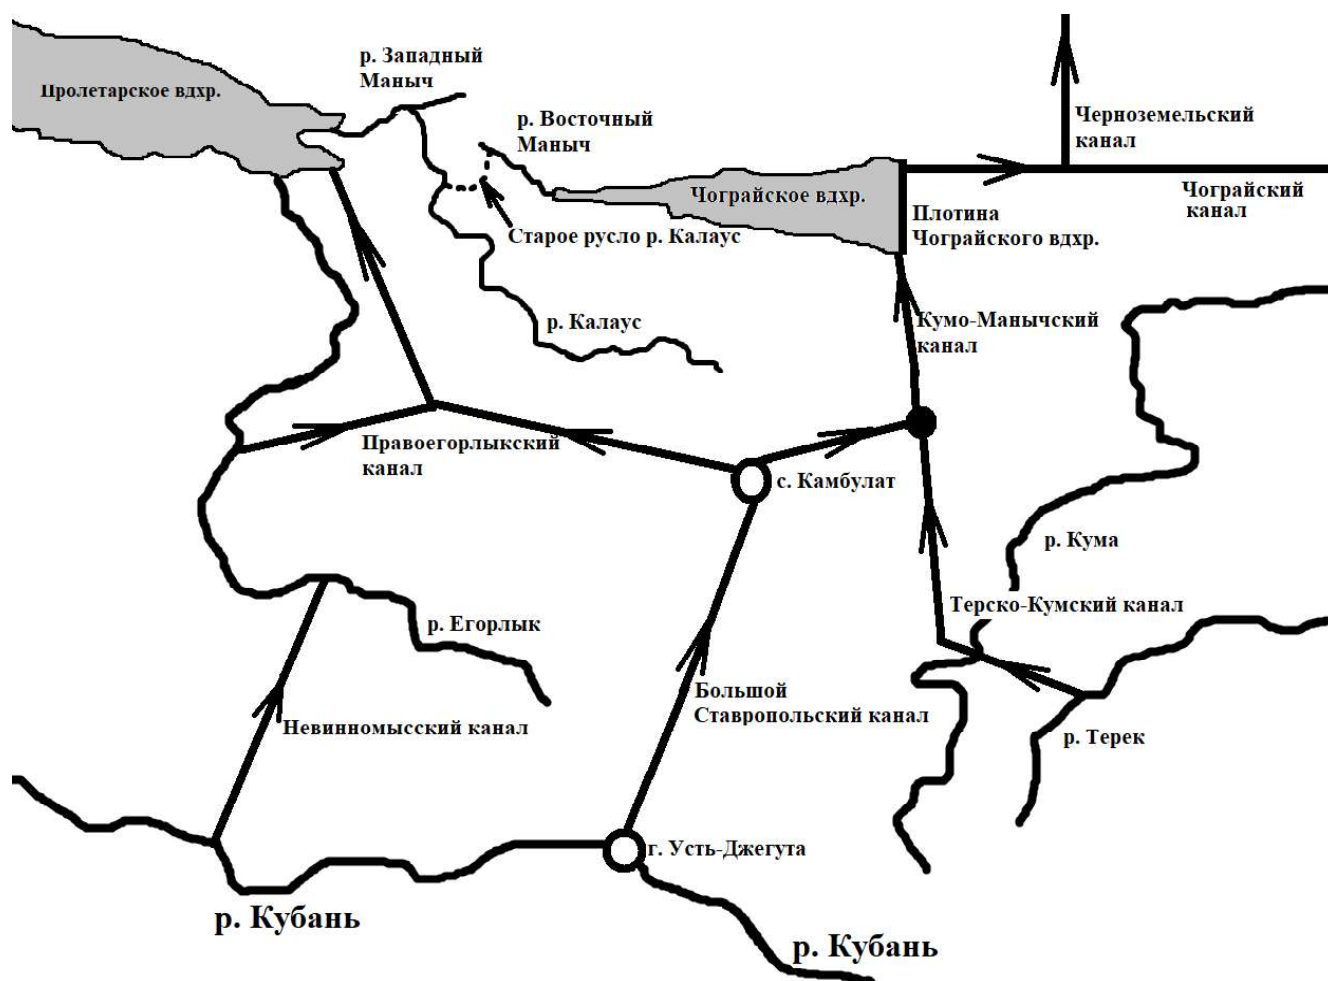 р. Западный
Маныч
Пролетарское вдхр.
р. Восточный
Маныч
Черноземельский
канал
Чограйское вдхр.
Чограйский
канал
Плотина
Чограйского вдхр.
Старое русло р. Калаус
р. Калаус
Кумо-Манычский
канал
Правоегорлыкский
канал
с. Камбулат
р. Кума
Терско-Кумский канал
р. Егорлык
Большой
Ставропольский канал
Невинномысский канал
р. Терек
г. Усть-Джегута
р. Кубань
р. Кубань